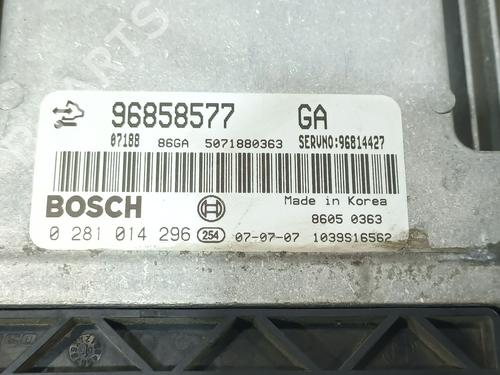 PARTS
96858577 GA
07188 86GA 5071880363 SERVNO:96814427
BOSCH Made in Korea
8605 0363
0 281 014 296 254 07-07-07 1039S16562